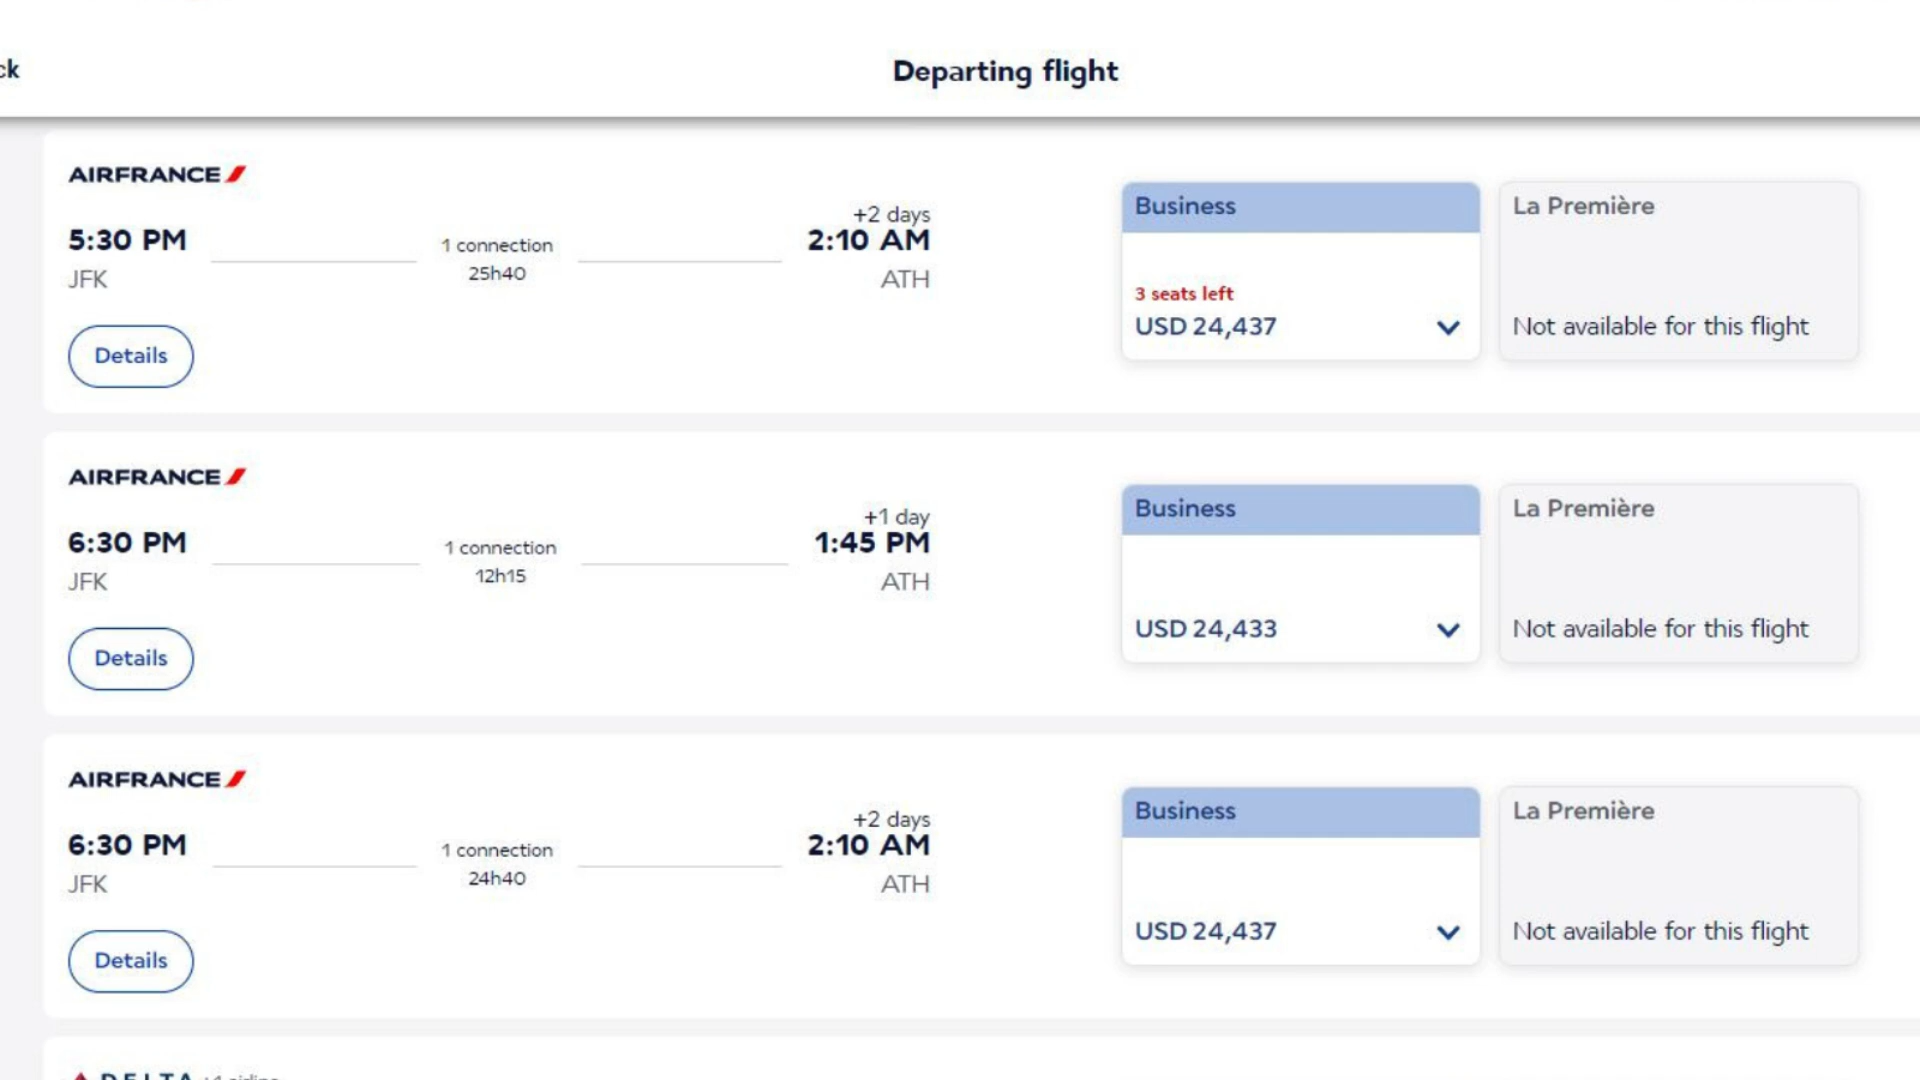 Departing flight
AIRFRANCE
5:30 PM
JFK
1 connection
25h40
+2 days
2:10 AM
ATH
Details
Business
3 seats left
USD 24,437
La Première
Not available for this flight
AIRFRANCE
6:30 PM
JFK
1 connection
12h15
+1 day
1:45 PM
ATH
Details
Business
USD 24,433
La Première
Not available for this flight
AIRFRANCE
6:30 PM
JFK
1 connection
24h40
+2 days
2:10 AM
ATH
Details
Business
USD 24,437
La Première
Not available for this flight
DELTA